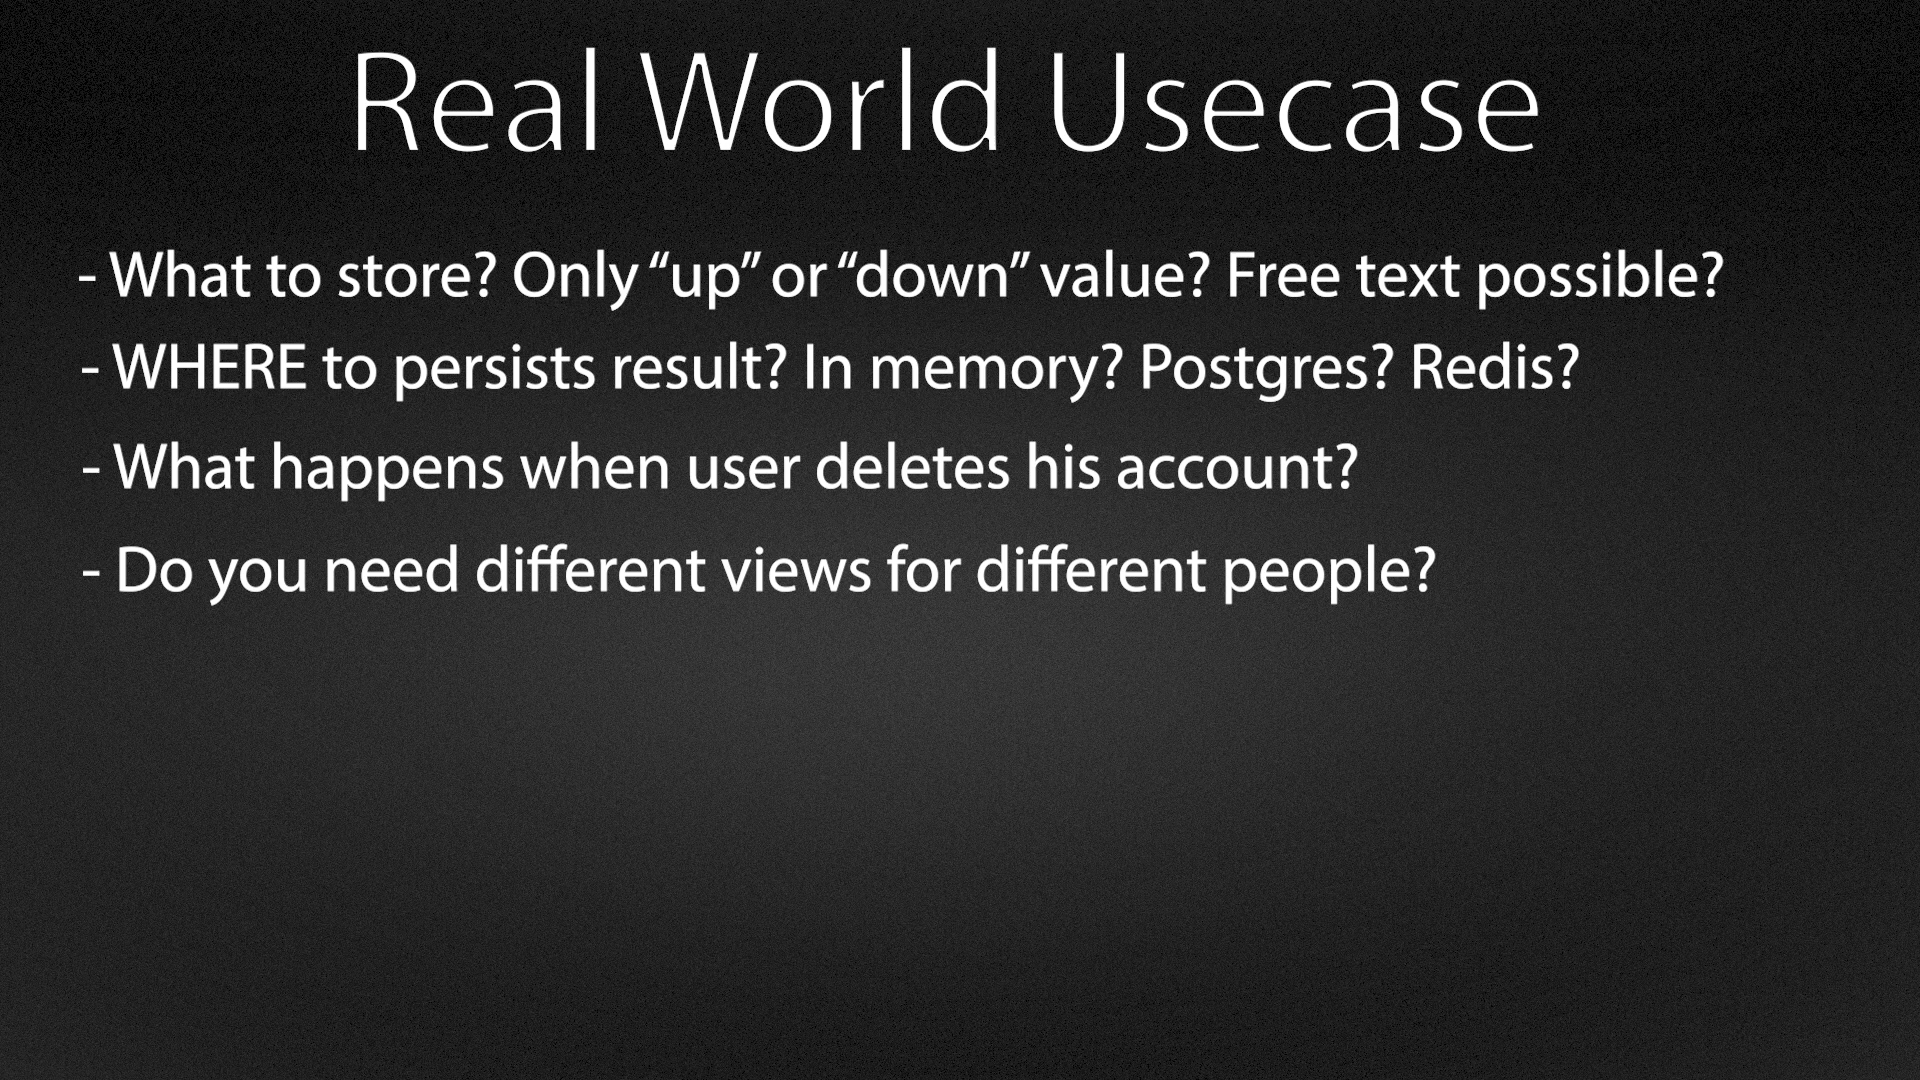 Real World Usecase
- What to store? Only “up” or “down” value? Free text possible?
- WHERE to persists result? In memory? Postgres? Redis?
- What happens when user deletes his account?
- Do you need different views for different people?